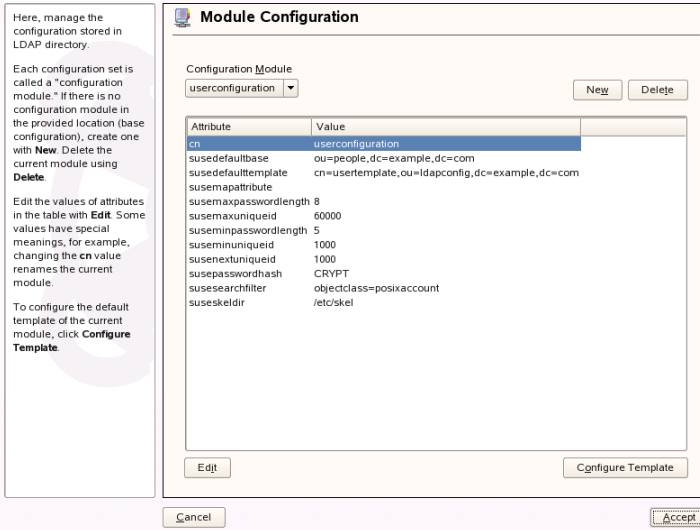 Here, manage the
configuration stored in
LDAP directory.
Each configuration set is
called a "configuration
module." If there is no
configuration module in
the provided location (base
configuration), create one
with New. Delete the
current module using
Delete.
Edit the values of attributes
in the table with Edit. Some
values have special
meanings, for example,
changing the cn value
renames the current
module.
To configure the default
template of the current
module, click Configure
Template.
Module Configuration
Configuration Module
userconfiguration
New Delete
Attribute Value
cn userconfiguration
susedefaultbase ou=people,dc=example,dc=com
susedefaulttemplate cn=usertemplate,ou=ldapconfig,dc=example,dc=com
susemapattribute
susemaxpasswordlength 8
susemaxuniqueid 60000
suseminpasswordlength 5
suseminuniqueid 1000
susenextuniqueid 1000
susepasswordhash CRYPT
susesearchfilter objectclass=posixaccount
suseskeldir /etc/skel
Edit Configure Template
Cancel Accept